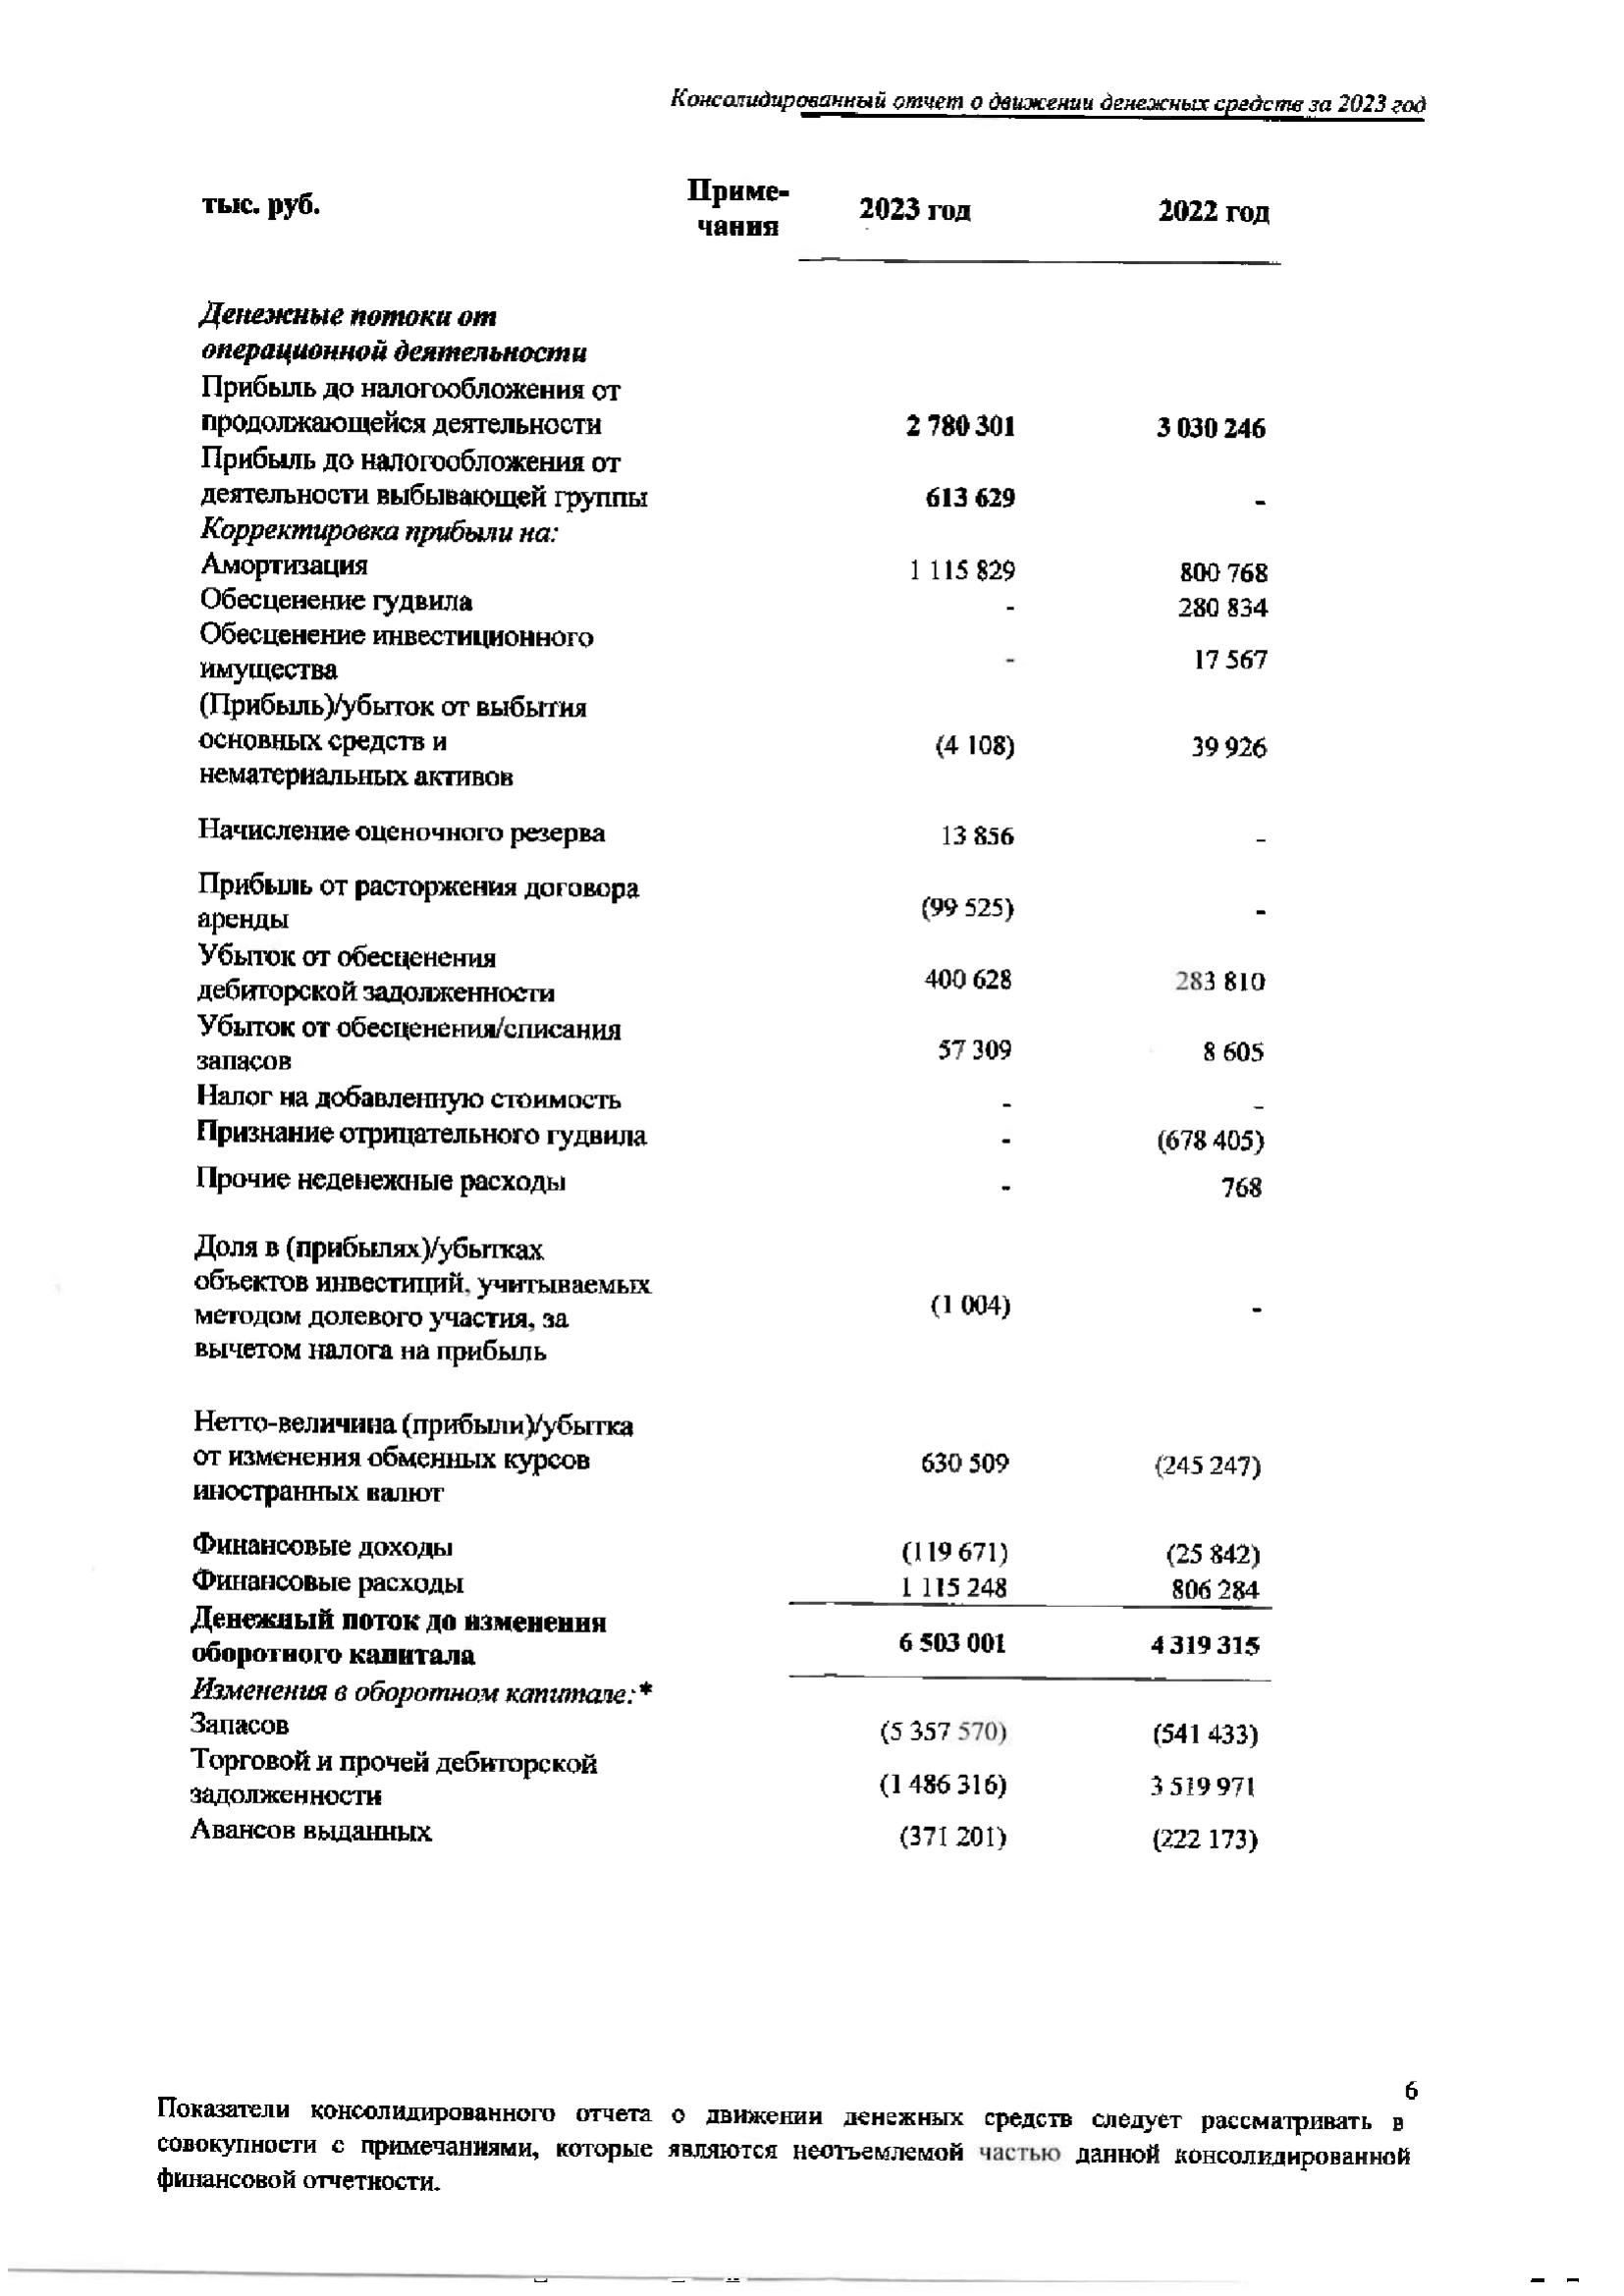 Консолидированный отчет о движении денежных средств за 2023 год
тыс. руб.
Приме-
чания
2023 год
2022 год
Денежные потоки от
операционной деятельности
Прибыль до налогообложения от
продолжающейся деятельности 2 780 301 3 030 246
Прибыль до налогообложения от
деятельности выбывающей группы 613 629 -
Корректировка прибыли на:
Амортизация 1 115 829 800 768
Обесценение гудвила - 280 834
Обесценение инвестиционного
имущества - 17 567
(Прибыль)/убыток от выбытия
основных средств и (4 108) 39 926
нематериальных активов
Начисление оценочного резерва 13 856 -
Прибыль от расторжения договора
аренды (99 525) -
Убыток от обесценения
дебиторской задолженности 400 628 283 810
Убыток от обесценения/списания
запасов 57 309 8 605
Налог на добавленную стоимость - -
Признание отрицательного гудвила - (678 405)
Прочие неденежные расходы - 768
Доля в (прибылях)/убытках
объектов инвестиций, учитываемых
методом долевого участия, за (1 004) -
вычетом налога на прибыль
Нетто-величина (прибыли)/убытка
от изменения обменных курсов 630 509 (245 247)
иностранных валют
Финансовые доходы (119 671) (25 842)
Финансовые расходы 1 115 248 806 284
Денежный поток до изменения
оборотного капитала 6 503 001 4 319 315
Изменения в оборотном капитале:*
Запасов (5 357 570) (541 433)
Торговой и прочей дебиторской
задолженности (1 486 316) 3 519 971
Авансов выданных (371 201) (222 173)
6
Показатели консолидированного отчета о движении денежных средств следует рассматривать в
совокупности с примечаниями, которые являются неотъемлемой частью данной консолидированной
финансовой отчетности.